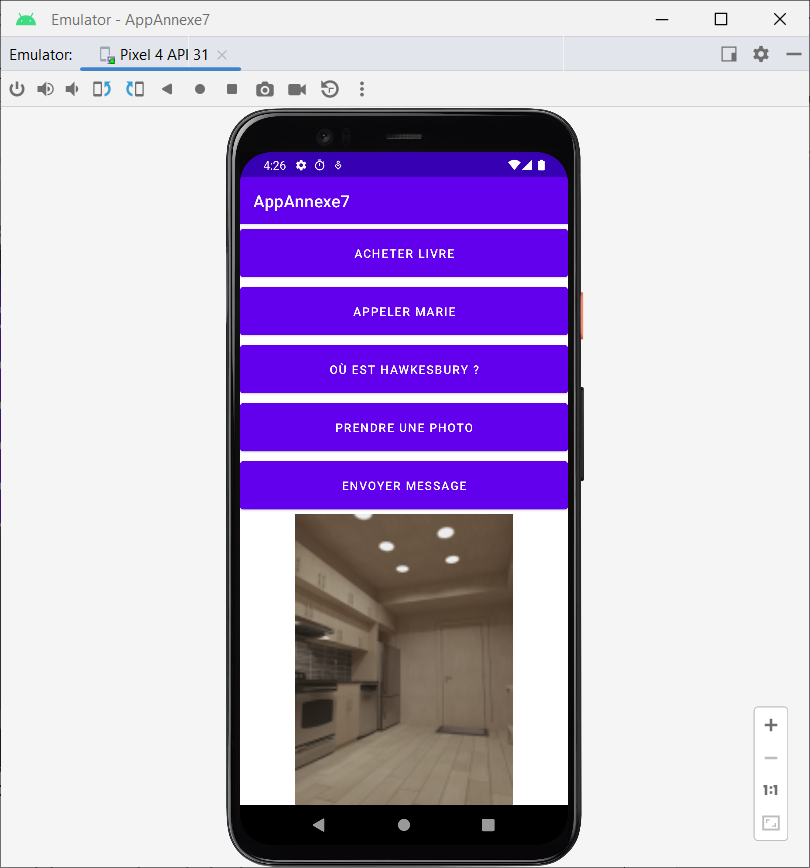 Emulator - AppAnnexe7
Emulator: Pixel 4 API 31
4:26
AppAnnexe7
ACHETER LIVRE
APPELER MARIE
OÙ EST HAWKESBURY ?
PRENDRE UNE PHOTO
ENVOYER MESSAGE
1:1